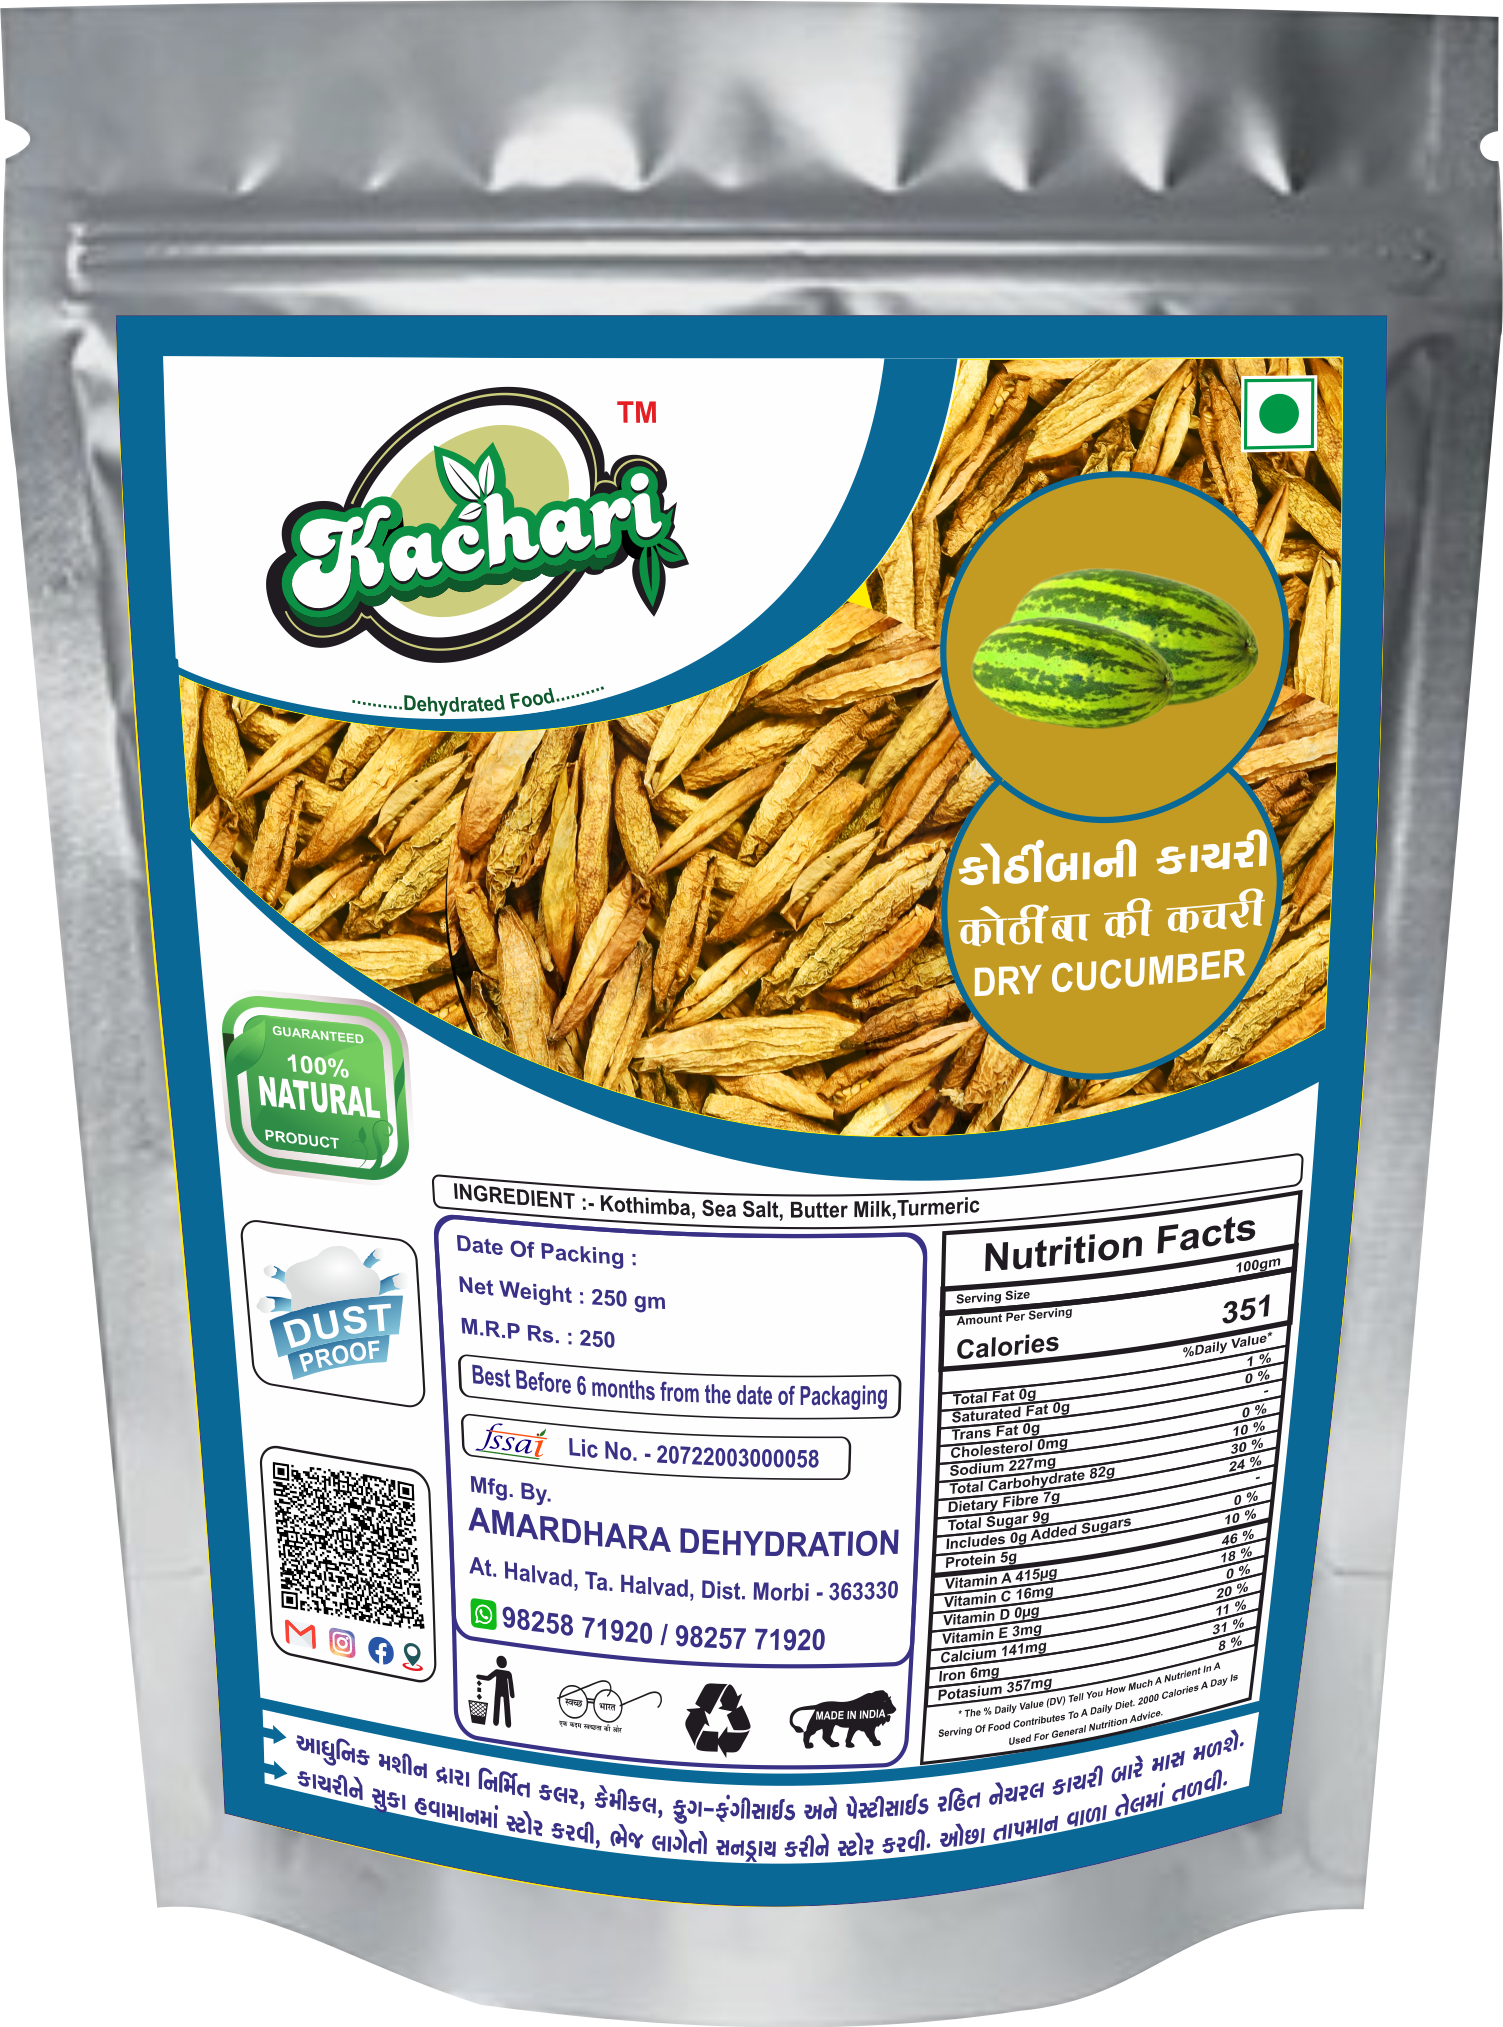 TM
Kachari
..........Dehydrated Food..........
કોઠીંબાની કાચરી
कोठींबा की कचरी
DRY CUCUMBER
GUARANTEED
100%
NATURAL
PRODUCT
DUST
PROOF
INGREDIENT :- Kothimba, Sea Salt, Butter Milk,Turmeric
Date Of Packing :
Net Weight : 250 gm
M.R.P Rs. : 250
Best Before 6 months from the date of Packaging
fssai Lic No. - 20722003000058
Mfg. By.
AMARDHARA DEHYDRATION
At. Halvad, Ta. Halvad, Dist. Morbi - 363330
98258 71920 / 98257 71920
स्वच्छ भारत
एक कदम स्वच्छता की ओर
MADE IN INDIA
Nutrition Facts
Serving Size 100gm
Amount Per Serving
Calories 351
%Daily Value*
Total Fat 0g 1 %
Saturated Fat 0g 0 %
Trans Fat 0g -
Cholesterol 0mg 0 %
Sodium 227mg 10 %
Total Carbohydrate 82g 30 %
Dietary Fibre 7g 24 %
Total Sugar 9g -
Includes 0g Added Sugars 0 %
Protein 5g 10 %
Vitamin A 415µg 46 %
Vitamin C 16mg 18 %
Vitamin D 0µg 0 %
Vitamin E 3mg 20 %
Calcium 141mg 11 %
Iron 6mg 31 %
Potasium 357mg 8 %
* The % Daily Value (DV) Tell You How Much A Nutrient In A
Serving Of Food Contributes To A Daily Diet. 2000 Calories A Day Is
Used For General Nutrition Advice.
આધુનિક મશીન દ્રારા નિર્મિત કલર, કેમીકલ, ફુગ-ફંગીસાઈડ અને પેસ્ટીસાઈડ રહિત નેચરલ કાચરી બારે માસ મળશે.
કાચરીને સુકા હવામાનમાં સ્ટોર કરવી, ભેજ લાગેતો સનડ્રાય કરીને સ્ટોર કરવી. ઓછા તાપમાન વાળા તેલમાં તળવી.